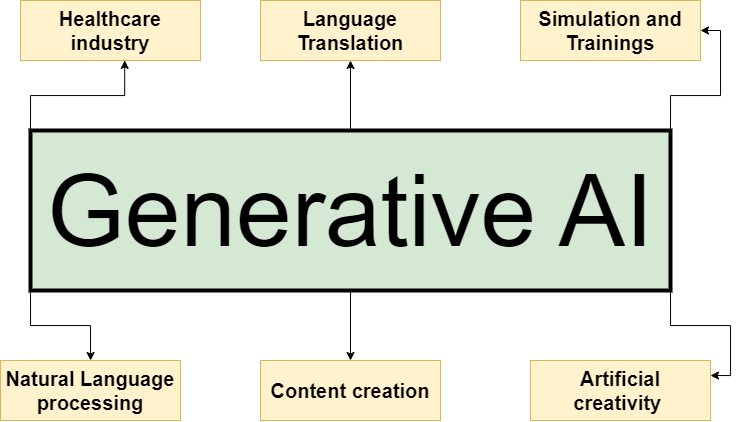 Healthcare
industry
Language
Translation
Simulation and
Trainings
Generative AI
Natural Language
processing
Content creation
Artificial
creativity